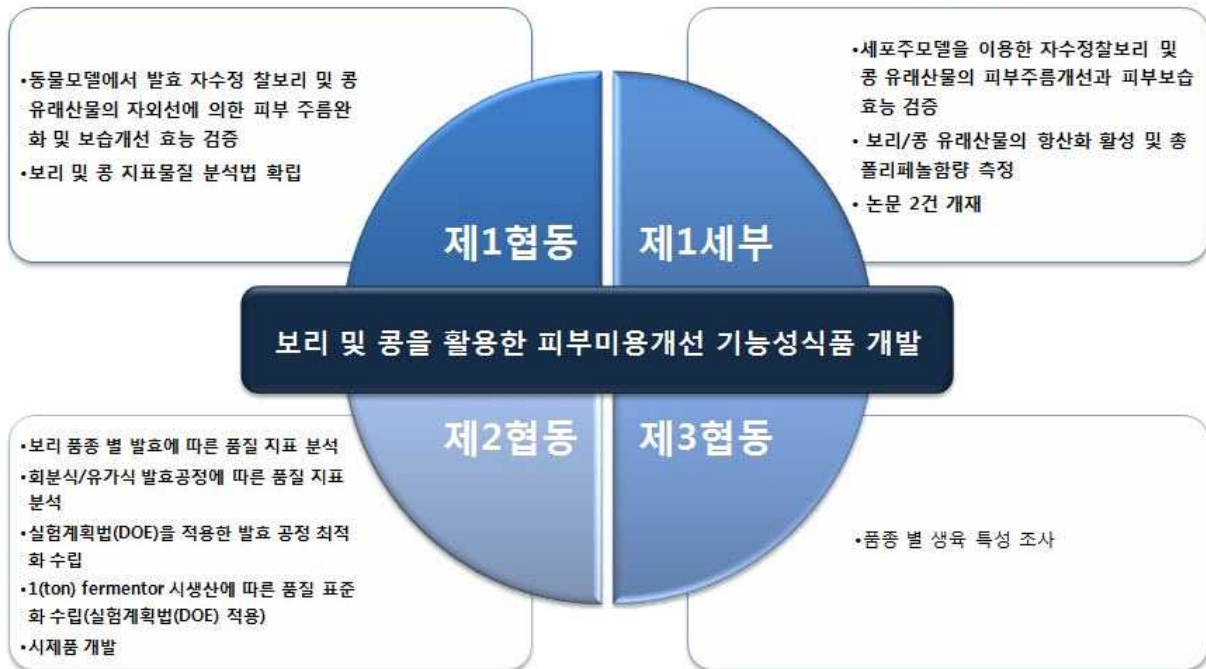 •동물모델에서 발효 자수정 찰보리 및 콩
유래산물의 자외선에 의한 피부 주름완
화 및 보습개선 효능 검증
•보리 및 콩 지표물질 분석법 확립
•세포주모델을 이용한 자수정찰보리 및
콩 유래산물의 피부주름개선과 피부보습
효능 검증
• 보리/콩 유래산물의 항산화 활성 및 총
폴리페놀함량 측정
• 논문 2건 개재
제1협동
제1세부
보리 및 콩을 활용한 피부미용개선 기능성식품 개발
제2협동
제3협동
•보리 품종 별 발효에 따른 품질 지표 분석
•회분식/유가식 발효공정에 따른 품질 지표
분석
•실험계획법(DOE)을 적용한 발효 공정 최적
화 수립
•1(ton) fermentor 시생산에 따른 품질 표준
화 수립(실험계획법(DOE) 적용)
•시제품 개발
•품종 별 생육 특성 조사